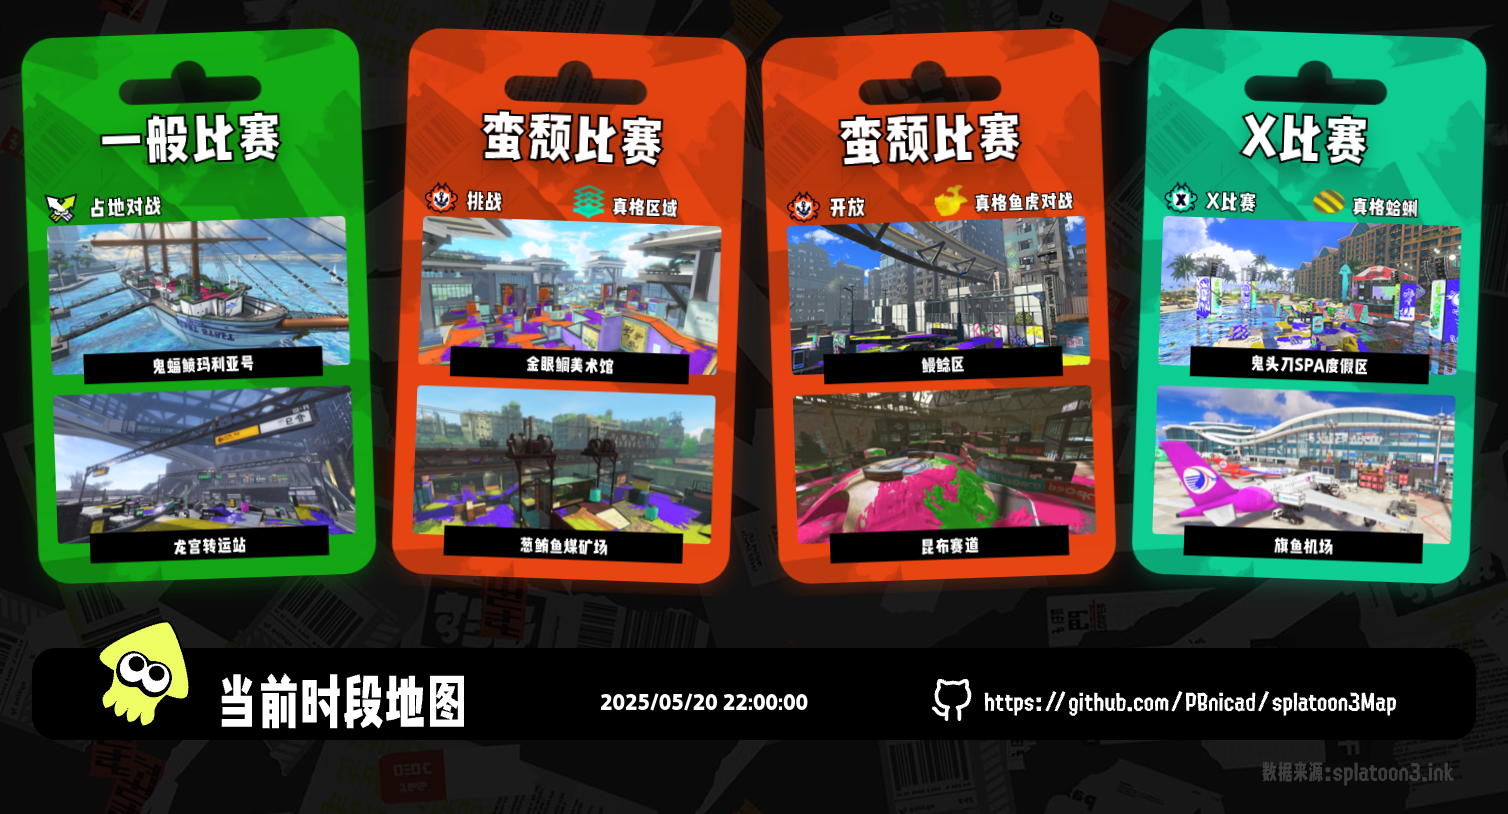 一般比赛
占地对战
鬼蝠鲼玛利亚号
龙宫转运站
蛮颓比赛
挑战
真格区域
金眼鲷美术馆
葱鲔鱼煤矿场
蛮颓比赛
开放
真格鱼虎对战
鳗鲶区
昆布赛道
X比赛
X比赛
真格蛤蜊
鬼头刀SPA度假区
旗鱼机场
当前时段地图
2025/05/20 22:00:00
https://github.com/PBnicad/splatoon3Map
数据来源:splatoon3.ink